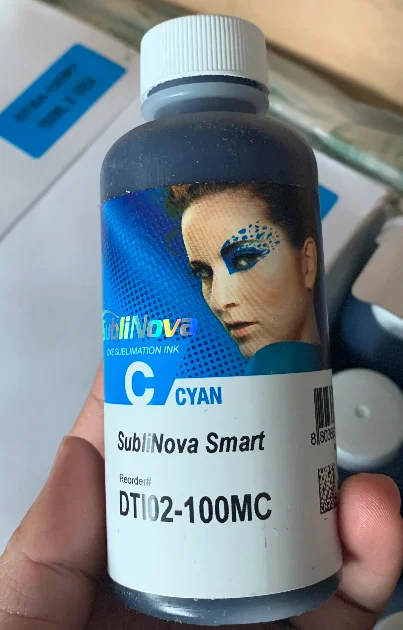 SubliNova
DYE SUBLIMATION INK
C CYAN
SubliNova Smart
Reorder#
DTI02-100MC